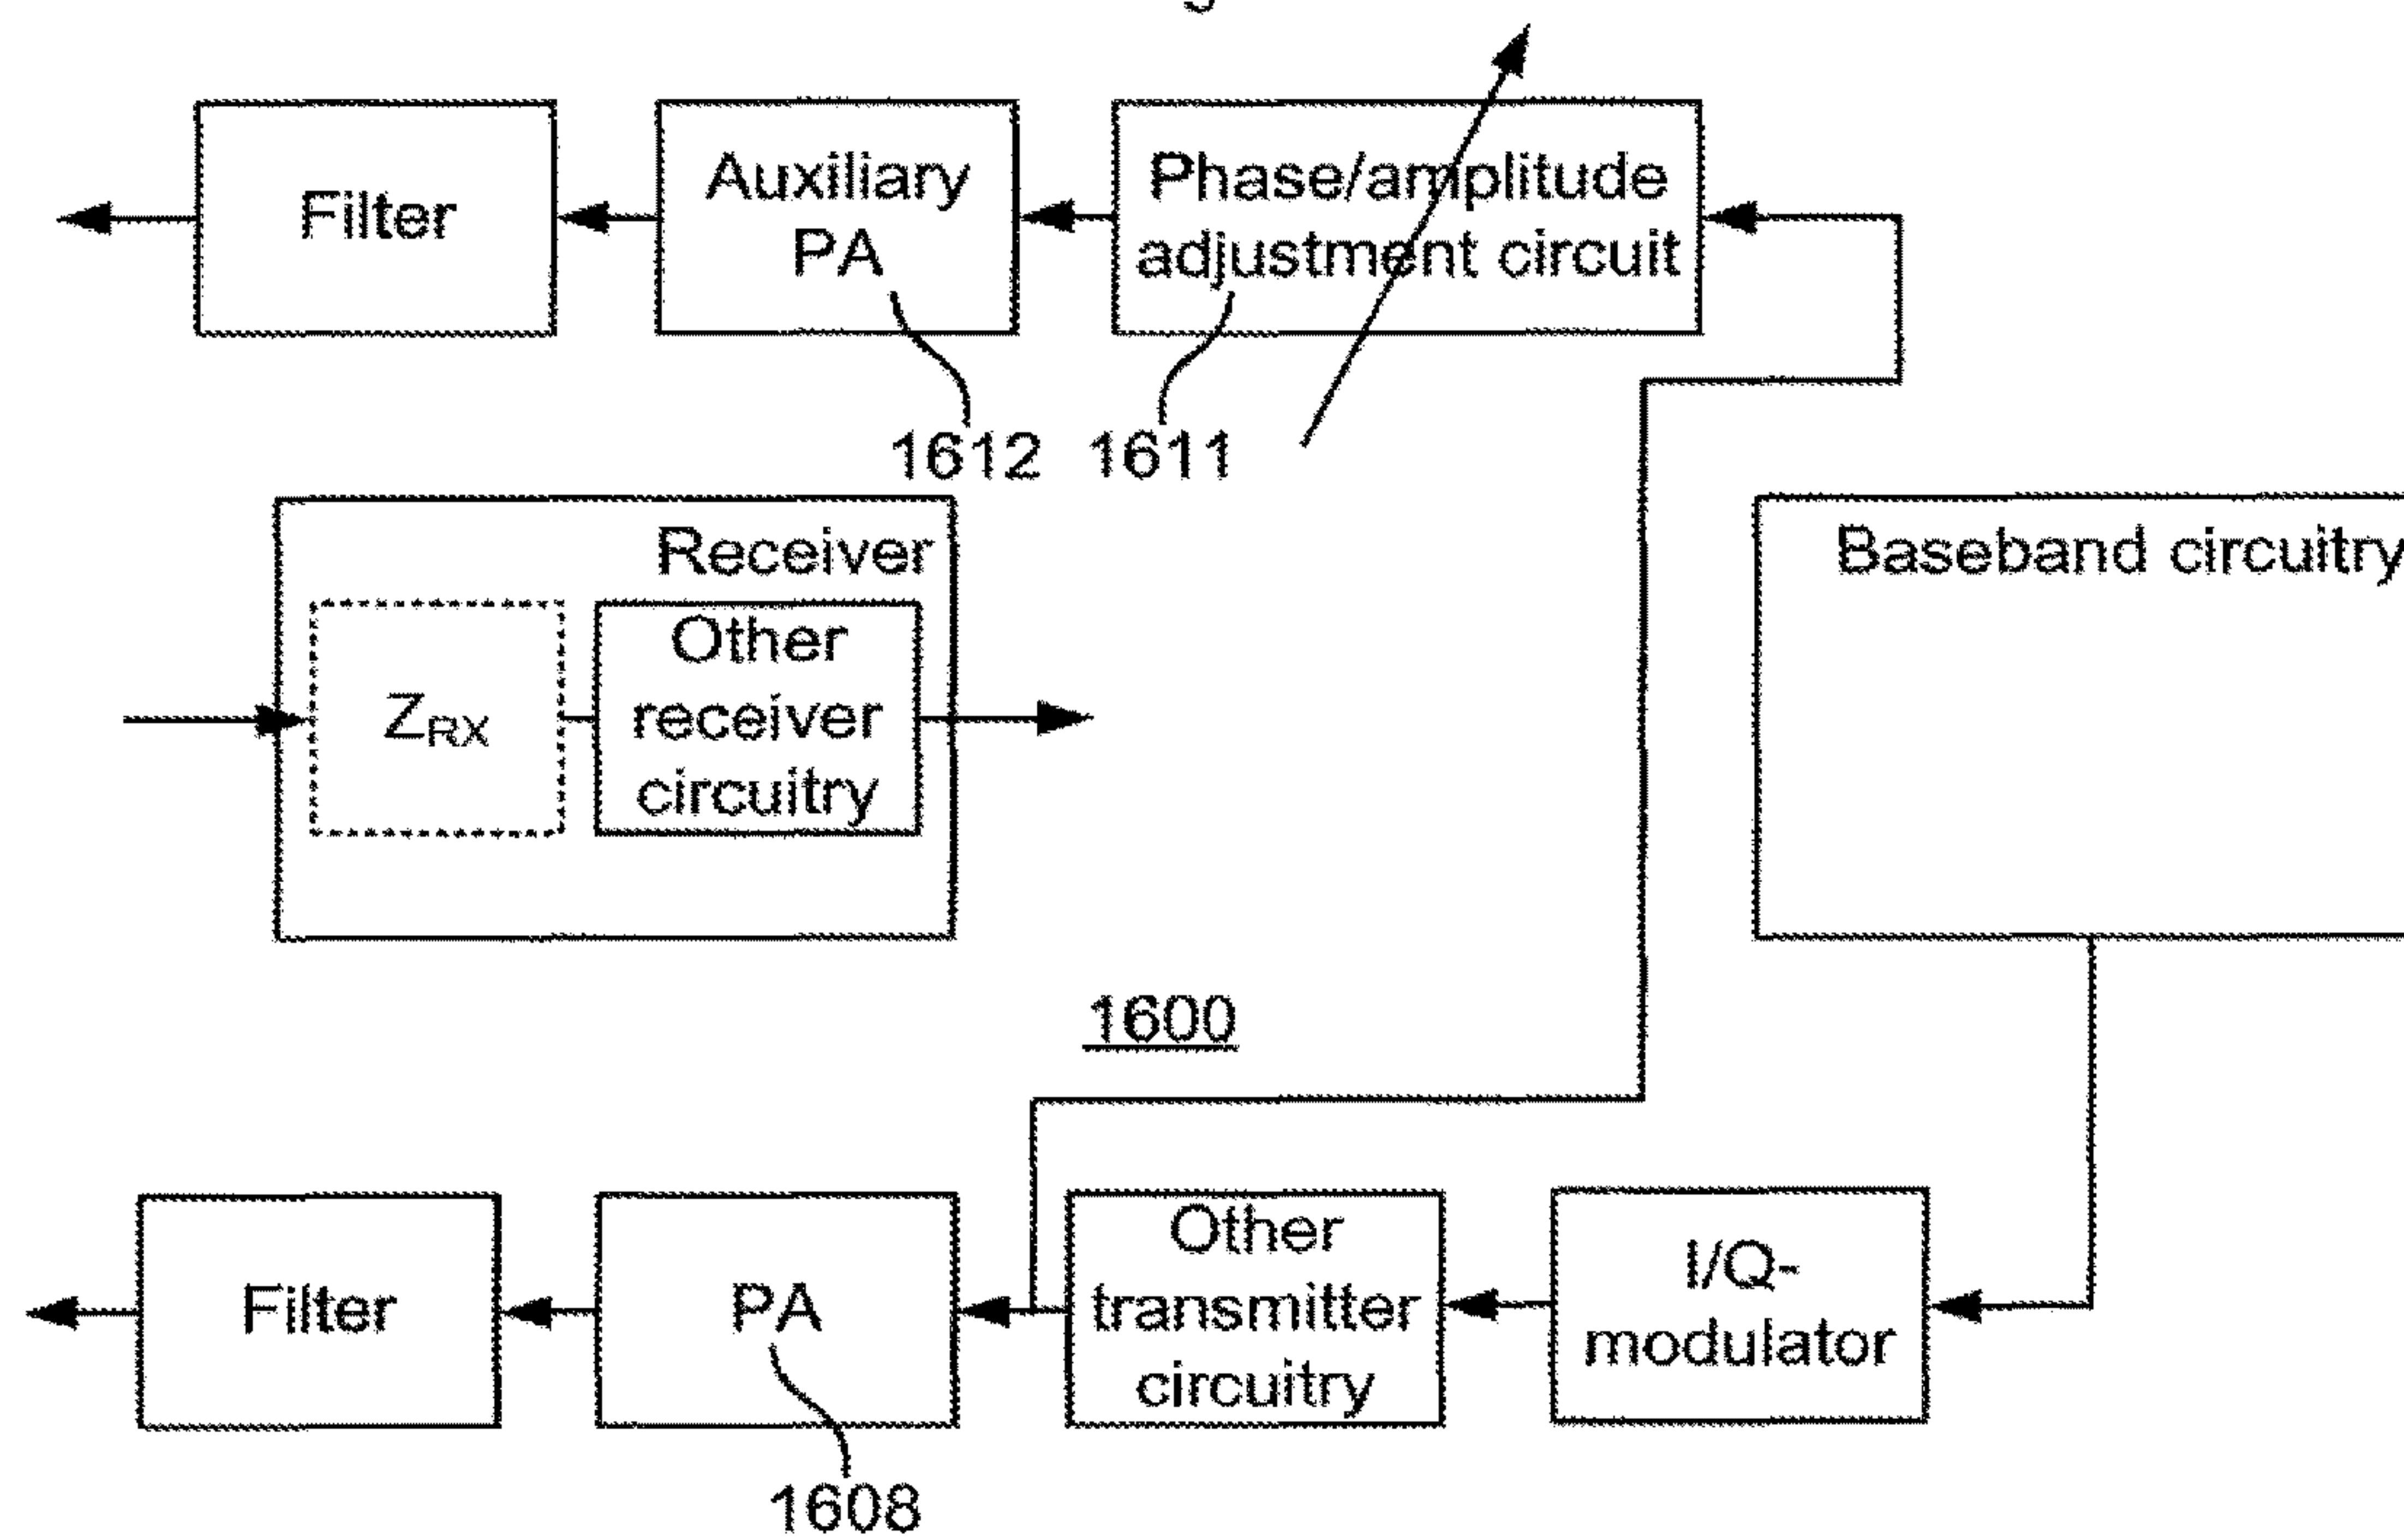 Filter
Auxiliary
PA
Phase/amplitude
adjustment circuit
1612
1611
Receiver
Other
receiver
circuitry
ZRX
Baseband circuitry
1600
Filter
PA
Other
transmitter
circuitry
I/Q-
modulator
1608